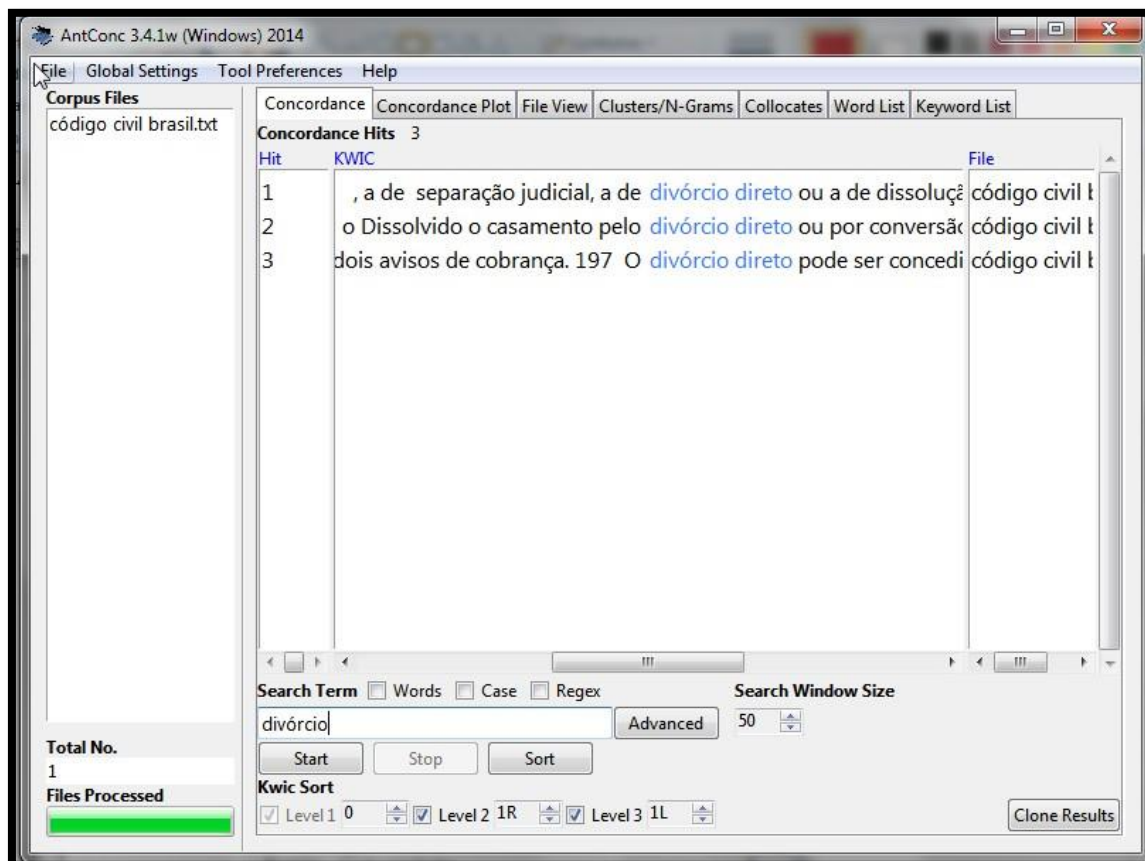 AntConc 3.4.1w (Windows) 2014
File Global Settings Tool Preferences Help
Corpus Files
código civil brasil.txt
Concordance Concordance Plot File View Clusters/N-Grams Collocates Word List Keyword List
Concordance Hits 3
Hit KWIC File
1 , a de separação judicial, a de divórcio direto ou a de dissoluçã código civil b
2 o Dissolvido o casamento pelo divórcio direto ou por conversão código civil b
3 dois avisos de cobrança. 197 O divórcio direto pode ser concedi código civil b
Search Term Words Case Regex Search Window Size
divórcio Advanced 50
Total No.
1
Start Stop Sort
Files Processed
Kwic Sort
Level 1 0 Level 2 1R Level 3 1L Clone Results